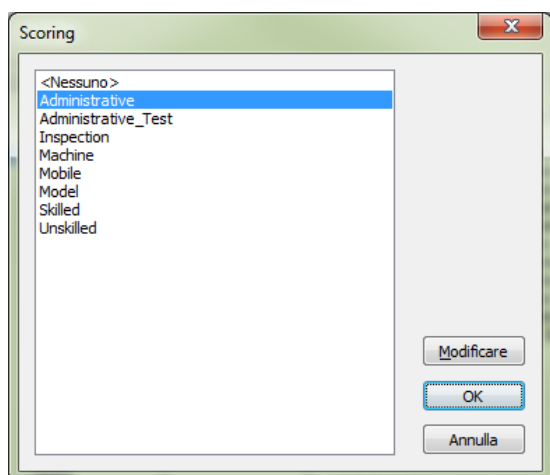 Scoring
<Nessuno>
Administrative
Administrative_Test
Inspection
Machine
Mobile
Model
Skilled
Unskilled
Modificare
OK
Annulla